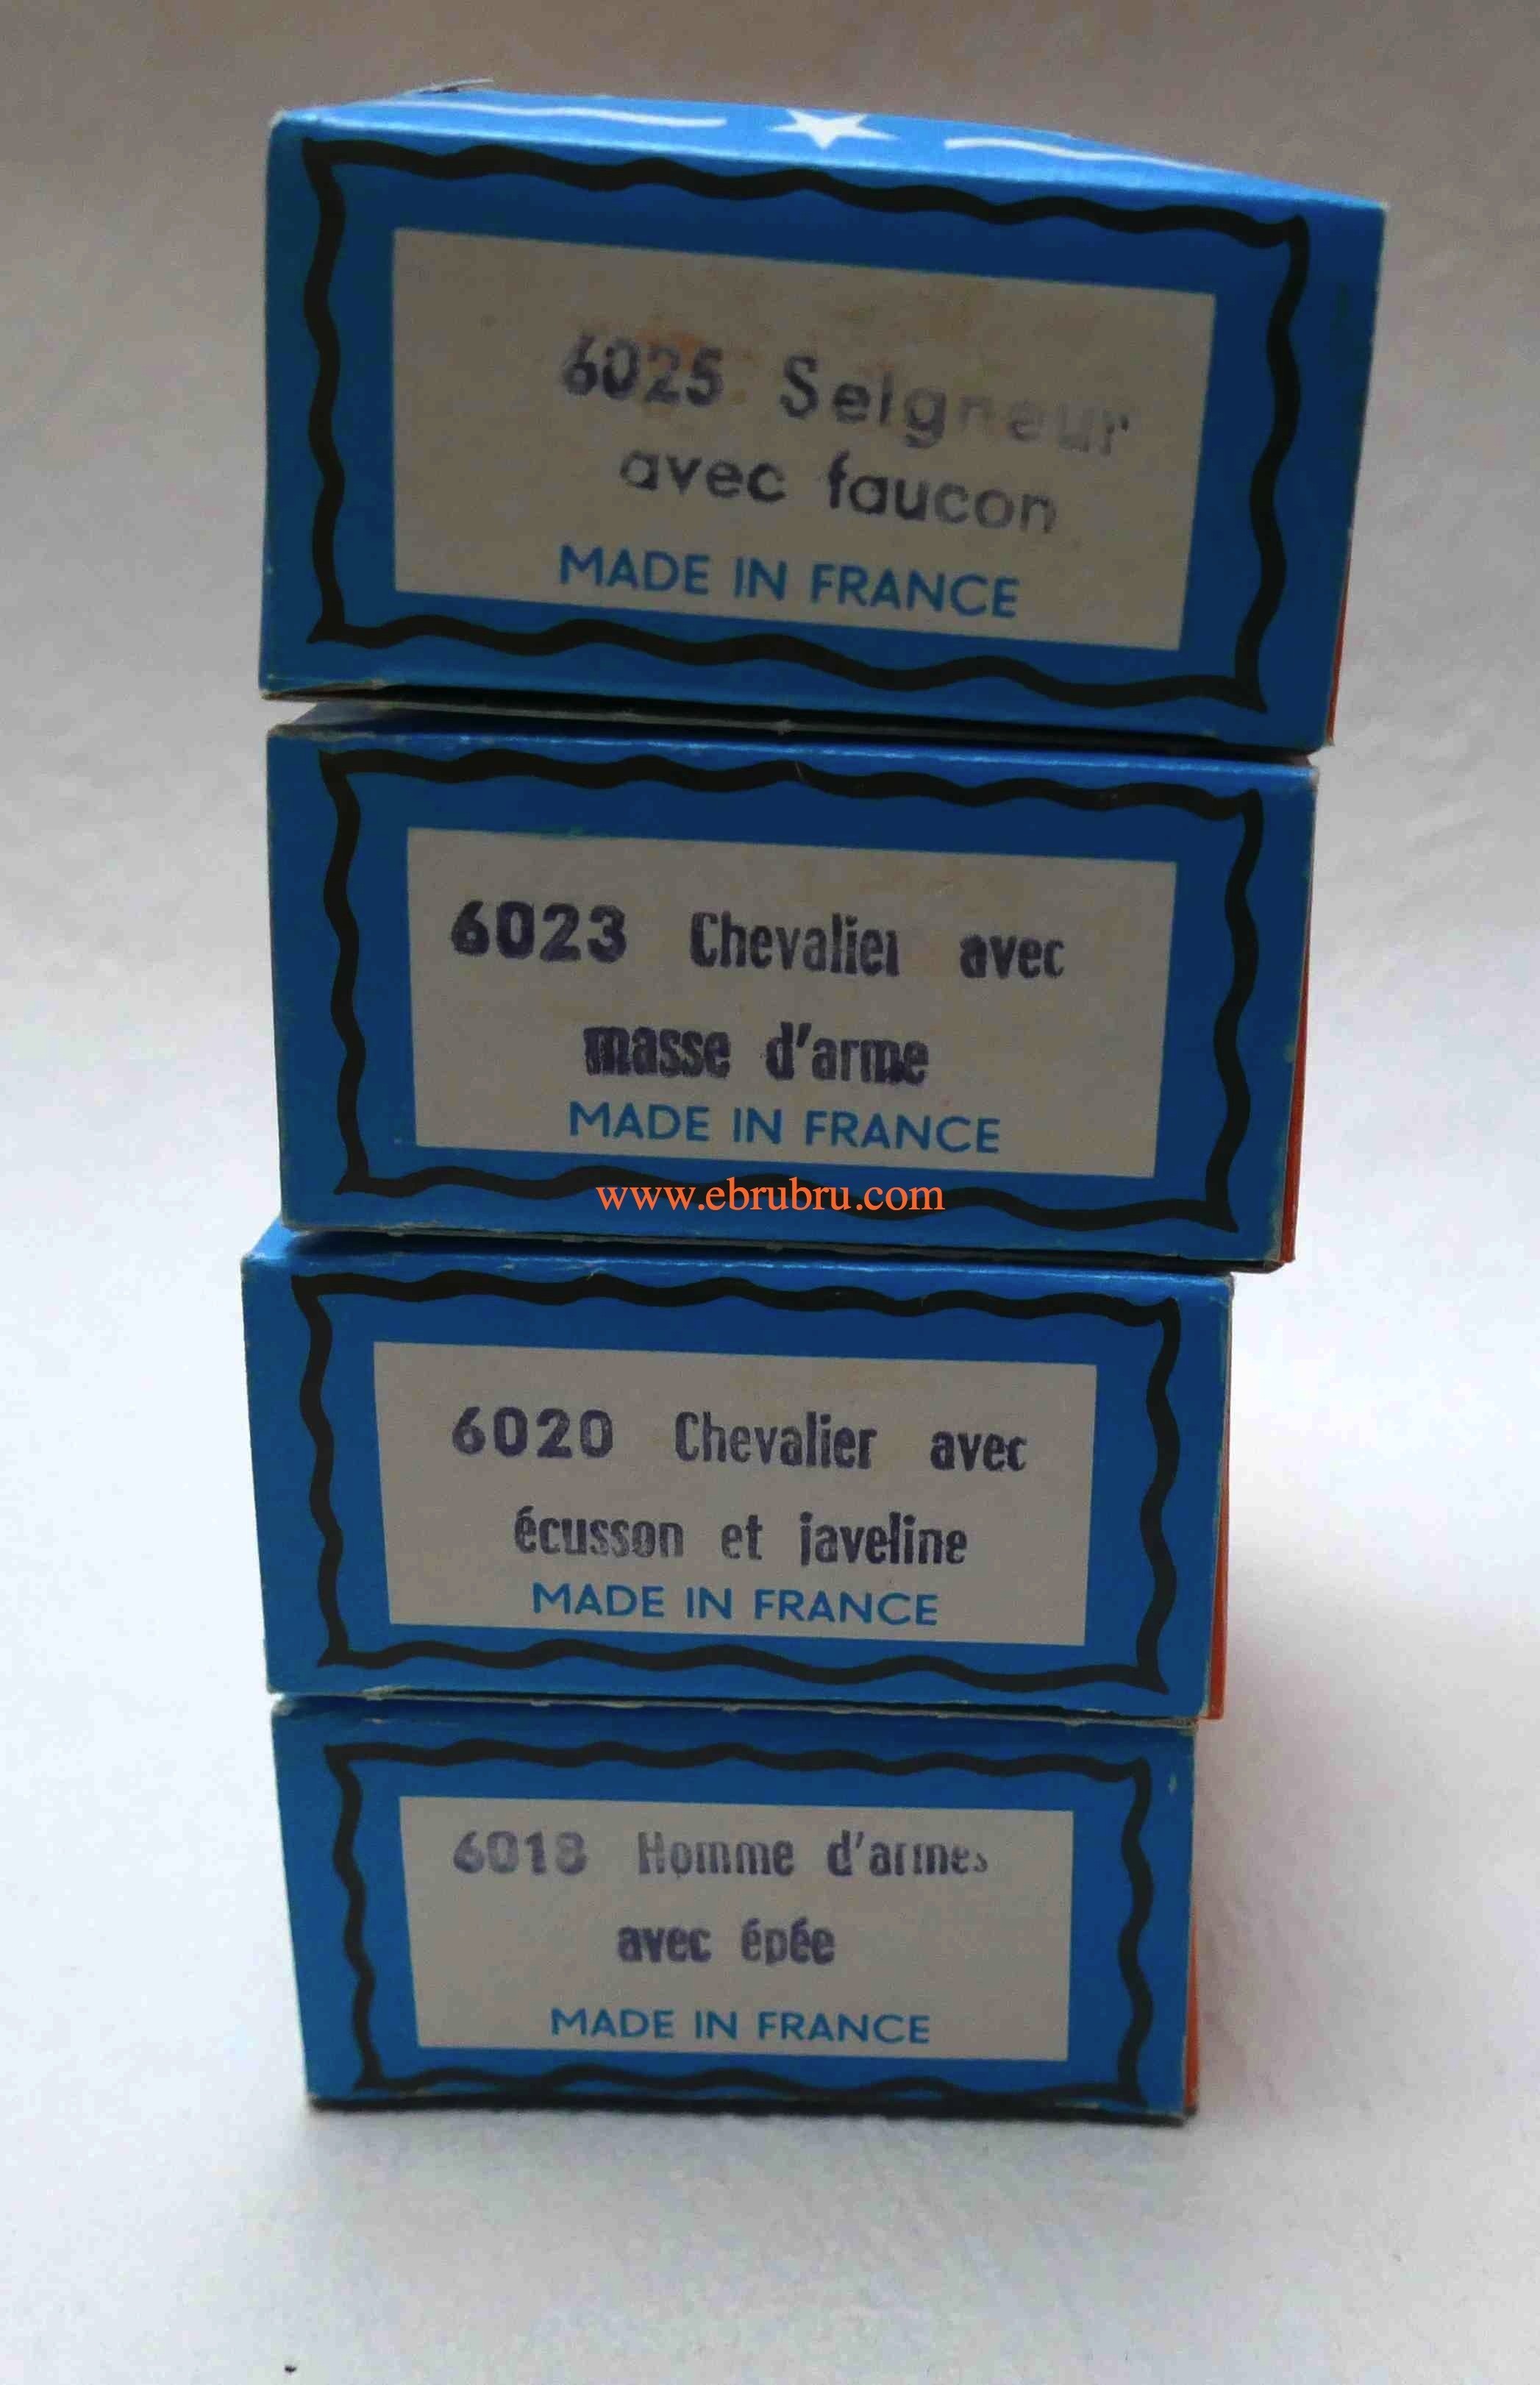 6025 Seigneur
avec faucon
MADE IN FRANCE
6023 Chevalier avec
masse d'arme
MADE IN FRANCE
www.ebrubru.com
6020 Chevalier avec
écusson et javeline
MADE IN FRANCE
6018 Homme d'armes
avec épée
MADE IN FRANCE